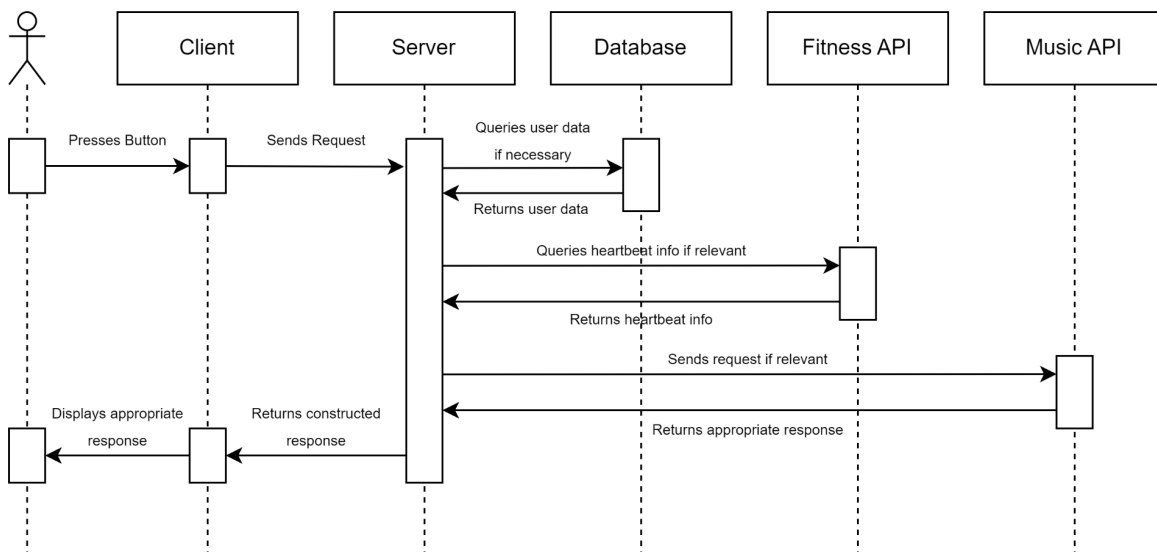 Client
Server
Database
Fitness API
Music API
Presses Button
Sends Request
Queries user data
if necessary
Returns user data
Queries heartbeat info if relevant
Returns heartbeat info
Sends request if relevant
Returns appropriate response
Displays appropriate
response
Returns constructed
response